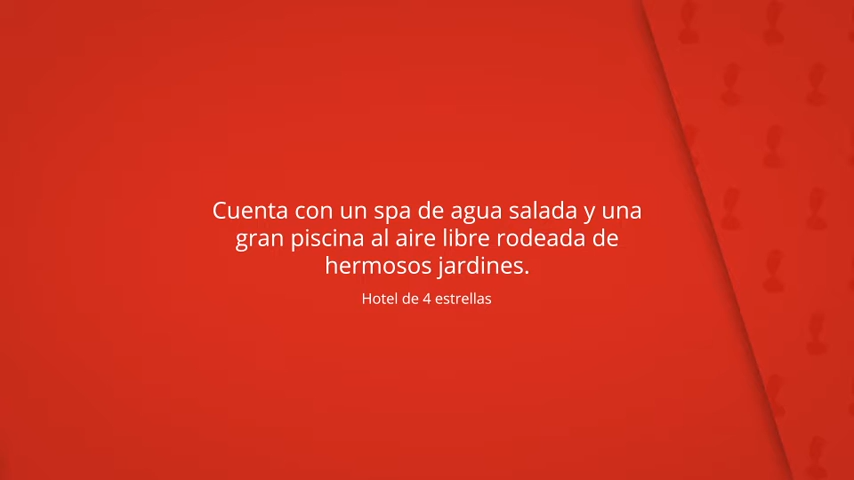 Cuenta con un spa de agua salada y una
gran piscina al aire libre rodeada de
hermosos jardines.
Hotel de 4 estrellas